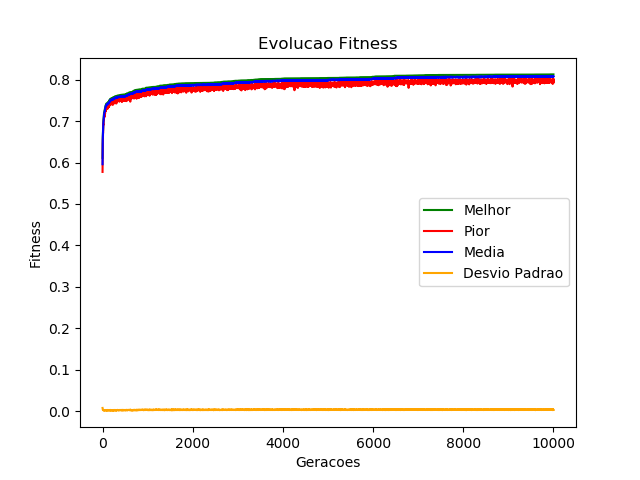 Evolucao Fitness
0.8
0.7
0.6
0.5
0.4
0.3
0.2
0.1
0.0
Fitness
Melhor
Pior
Media
Desvio Padrao
0 2000 4000 6000 8000 10000
Geracoes